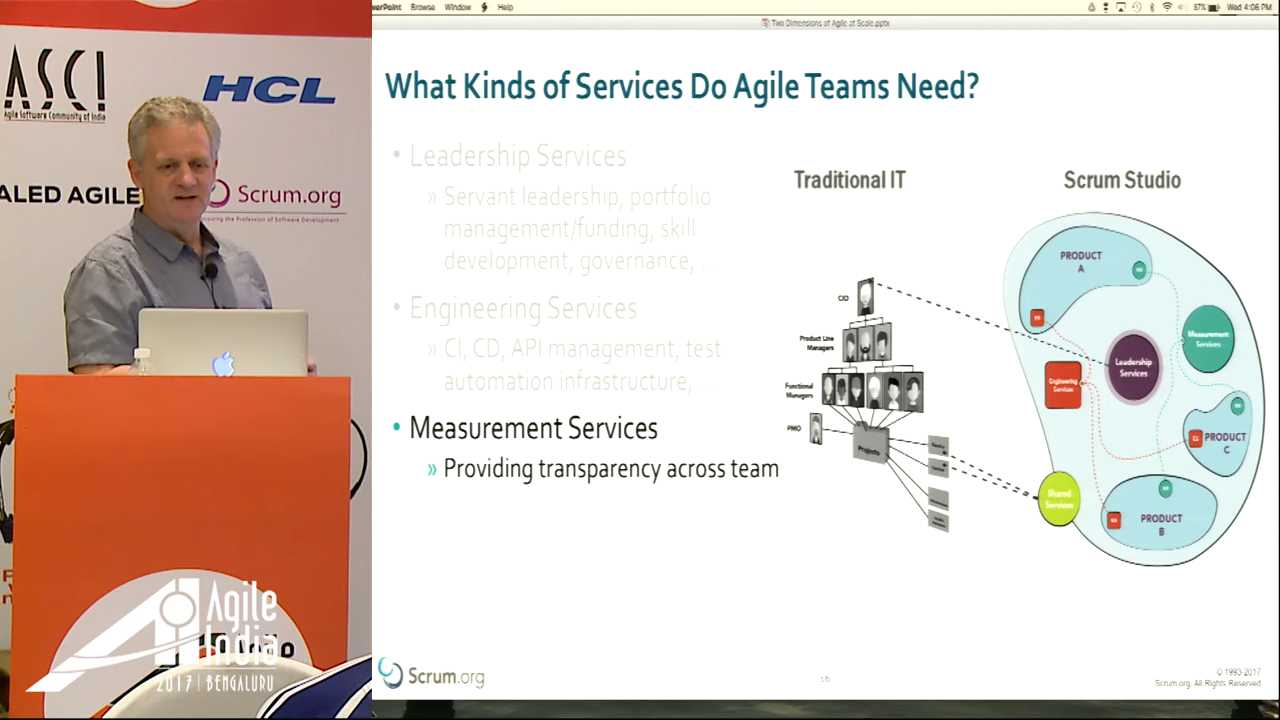 PowerPoint Browse Window Help
87% Wed 4:06 PM
Two Dimensions of Agile at Scale.pptx
ASCI
Agile Software Community of India
HCL
ALED AGILE
Scrum.org
Improving the Profession of Software Development
Agile
India
2017 | BENGALURU
What Kinds of Services Do Agile Teams Need?
• Leadership Services
» Servant leadership, portfolio
management/funding, skill
development, governance, ...
• Engineering Services
» CI, CD, API management, test
automation infrastructure,
• Measurement Services
» Providing transparency across team
Traditional IT
CIO
Product Line
Managers
Functional
Managers
PMO
Projects
Scrum Studio
PRODUCT
A
Measurement
Services
Leadership
Services
Engineering
Services
PRODUCT
C
Shared
Services
PRODUCT
B
Scrum.org
16
© 1993-2017
Scrum.org, All Rights Reserved